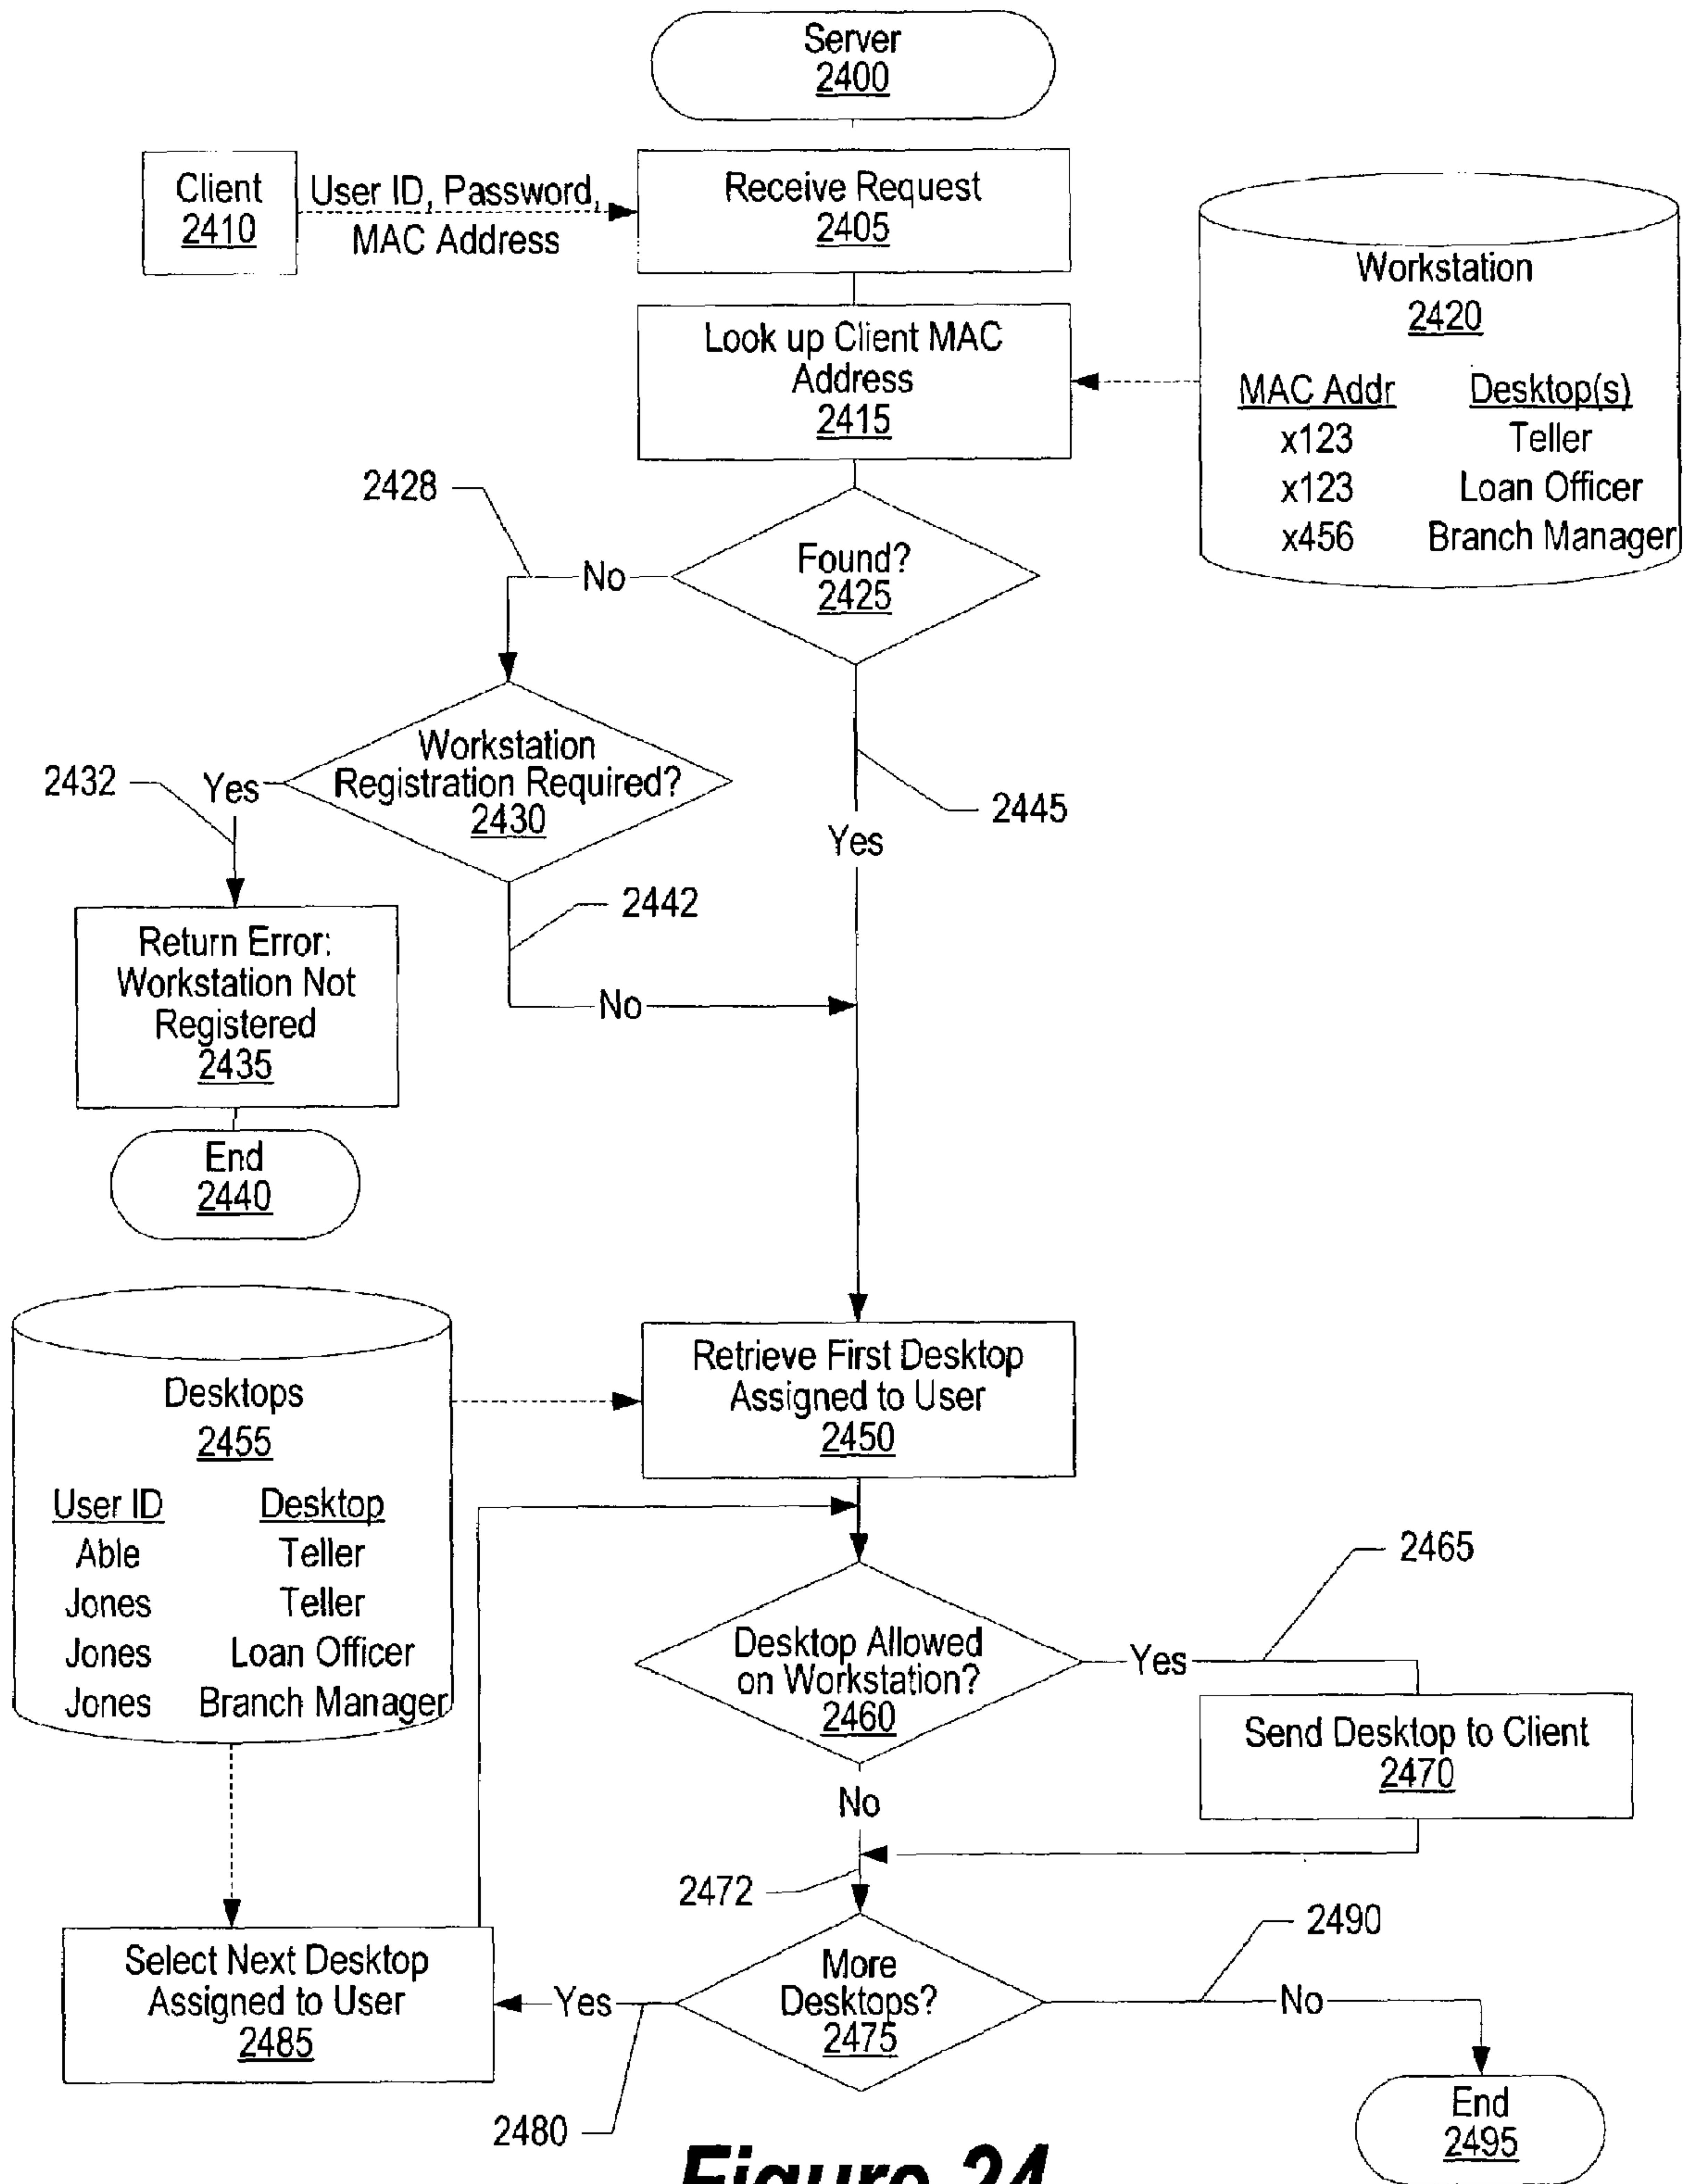 Server
2400
Client
2410
User ID, Password,
MAC Address
Receive Request
2405
Look up Client MAC
Address
2415
Workstation
2420
MAC Addr Desktop(s)
x123 Teller
x123 Loan Officer
x456 Branch Manager
2428
No
Found?
2425
Workstation
Registration Required?
2430
2432
Yes
2445
Yes
2442
No
Return Error:
Workstation Not
Registered
2435
End
2440
Desktops
2455
User ID Desktop
Able Teller
Jones Teller
Jones Loan Officer
Jones Branch Manager
Retrieve First Desktop
Assigned to User
2450
2465
Desktop Allowed
on Workstation?
2460
Yes
Send Desktop to Client
2470
No
2472
2490
More
Desktops?
2475
Yes
No
Select Next Desktop
Assigned to User
2485
2480
End
2495
Figure 24